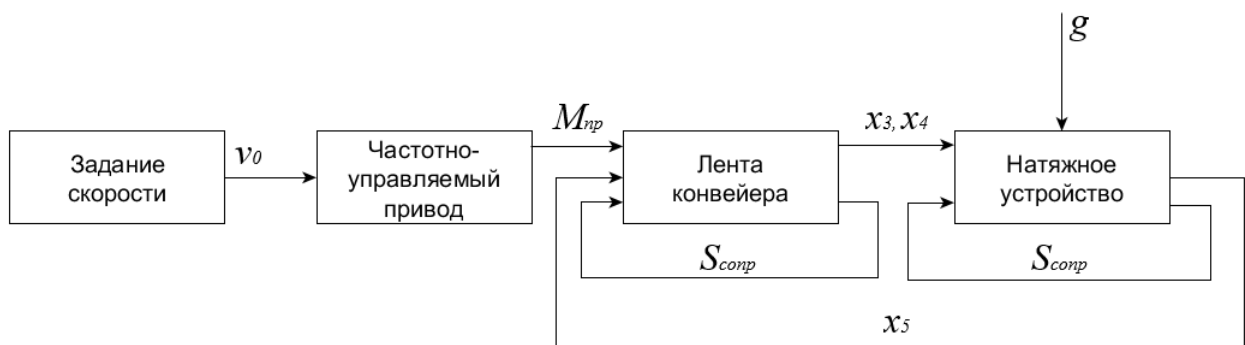 g
Задание
скорости
v0
Частотно-
управляемый
привод
Mпр
Лента
конвейера
x3, x4
Натяжное
устройство
Sсопр
Sсопр
x5